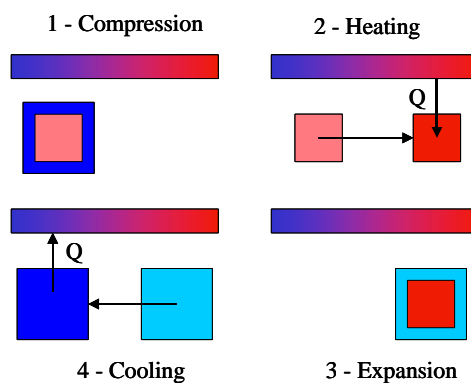 1 - Compression
2 - Heating
Q
Q
4 - Cooling
3 - Expansion